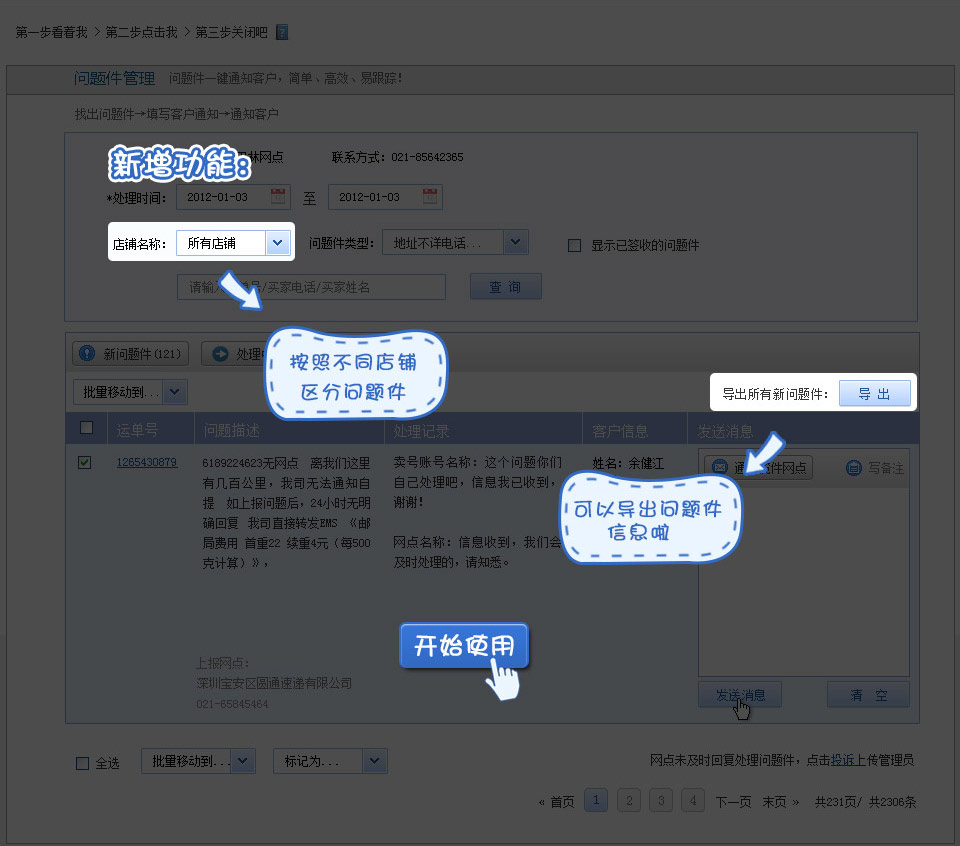 第一步看着我 > 第二步点击我 > 第三步关闭吧 ?
问题件管理 问题件一键通知客户，简单、高效、易跟踪！
找出问题件→填写客户通知→通知客户
新增功能：
林网点 联系方式：021-85642365
*处理时间： 2012-01-03 至 2012-01-03
店铺名称： 所有店铺 问题件类型： 地址不详电话... 显示已签收的问题件
请输入 单号/买家电话/买家姓名 查 询
按照不同店铺
区分问题件
新问题件(121) 处理
批量移动到... 导出所有新问题件： 导 出
运单号 问题描述 处理记录 客户信息 发送消息
1265430879 6189224623无网点 离我们这里
有几百公里，我司无法通知自
提 如上报问题后，24小时无明
确回复 我司直接转发EMS 《邮
局费用 首重22 续重4元（每500
克计算）》，
卖号账号名称：这个问题你们
自己处理吧，信息我已收到，
谢谢！
网点名称：信息收到，我们会
及时处理的，请知悉。
姓名：余健江
通 件网点 写备注
可以导出问题件
信息啦
开始使用
上报网点：
深圳宝安区圆通速递有限公司
021-65845464
发送消息 清 空
全选 批量移动到... 标记为... 网点未及时回复处理问题件，点击投诉上传管理员
« 首页 1 2 3 4 下一页 末页 » 共231页/ 共2306条